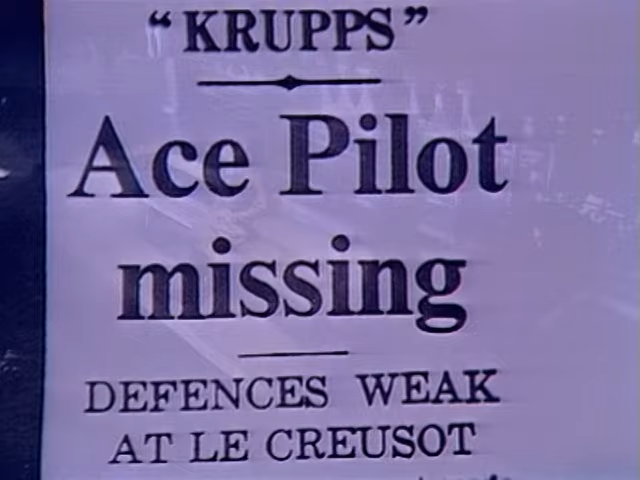 “KRUPPS”
Ace Pilot
missing
DEFENCES WEAK
AT LE CREUSOT